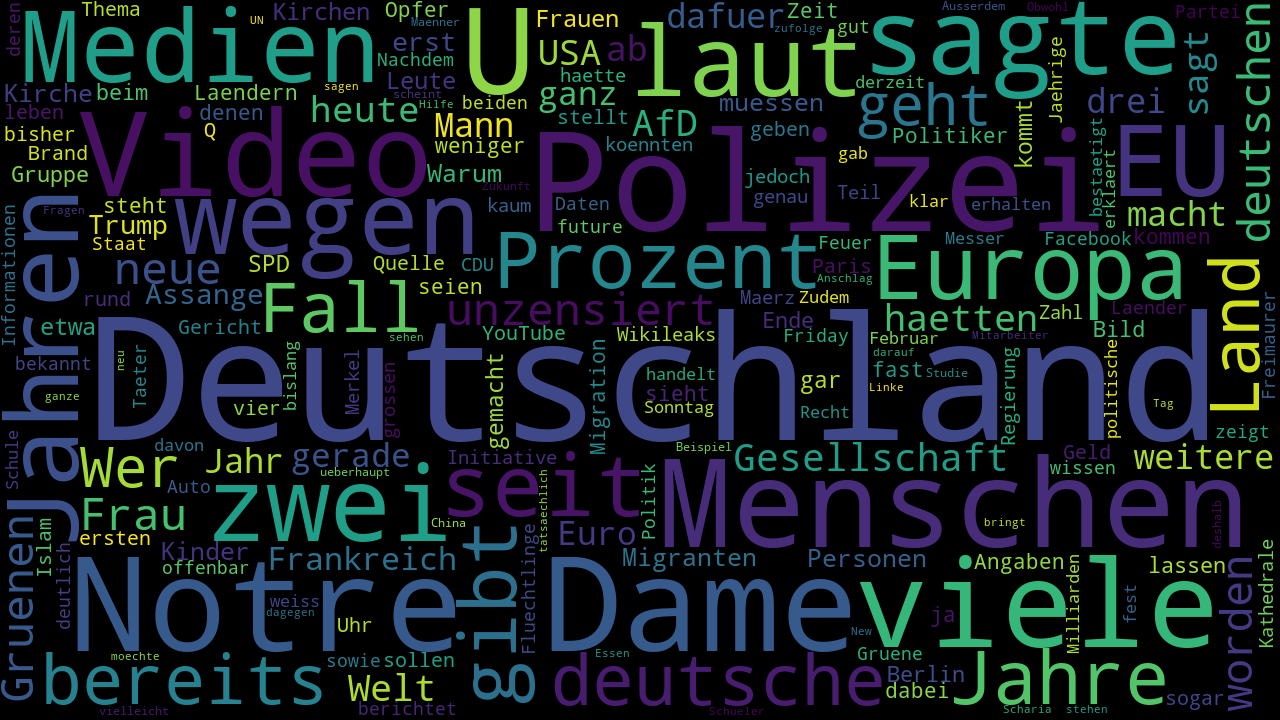 Thema
UN
Kirchen
Opfer
Maenner
Medien
U
Frauen
dafuer
Zeit
zufolge
gut
Ausserdem
Obwohl
Partei
deren
erst
USA
ab
laut
sagte
sagt
deutschen
Nachdem
Leute
sagen
scheint
haette
derzeit
Jaehrige
Kirche
beim
Laendern
heute
Hilfe
beiden
ganz
muessen
geht
drei
leben
denen
Mann
stellt
AfD
bisher
Q
weniger
koennten
geben
Politiker
kommt
EU
Brand
Video
Polizei
gab
bestaetigt
erklaert
Gruppe
Warum
jedoch
Zukunft
genau
Teil
klar
erhalten
steht
wegen
kaum
Daten
macht
Fragen
Trump
future
Staat
Prozent
Feuer
Messer
Facebook
kommen
Informationen
Jahren
neue
SPD
Quelle
CDU
Paris
Europa
Land
Anschlag
rund
Assange
Fall
seien
unzensiert
Maerz
Zudem
Laender
Freimaurer
etwa
Gericht
YouTube
Wikileaks
Ende
haetten
Zahl
Bild
sehen
Friday
Februar
Mitarbeiter
bekannt
neu
Taeter
Deutschland
bislang
Merkel
grossen
gemacht
Migration
handelt
gar
darauf
fast
Studie
Regierung
politische
sieht
Linke
ganze
vier
Sonntag
Recht
Tag
zeigt
Schule
davon
Wer
Jahr
gerade
Initiative
Beispiel
Gesellschaft
Geld
weitere
ueberhaupt
seit
wissen
Auto
zwei
tatsaechlich
Politik
Menschen
Frau
China
Euro
bringt
deshalb
ersten
Islam
Gruenen
deutlich
Kinder
Frankreich
offenbar
gibt
Fluechtlinge
Migranten
Personen
Angaben
lassen
worden
Kathedrale
Notre
weiss
dagegen
Dame
viele
Milliarden
fest
Uhr
New
ja
moechte
sowie
sollen
Essen
Gruene
bereits
Welt
deutsche
Berlin
dabei
Jahre
sogar
vielleicht
berichtet
Schueler
Scharia
stehen